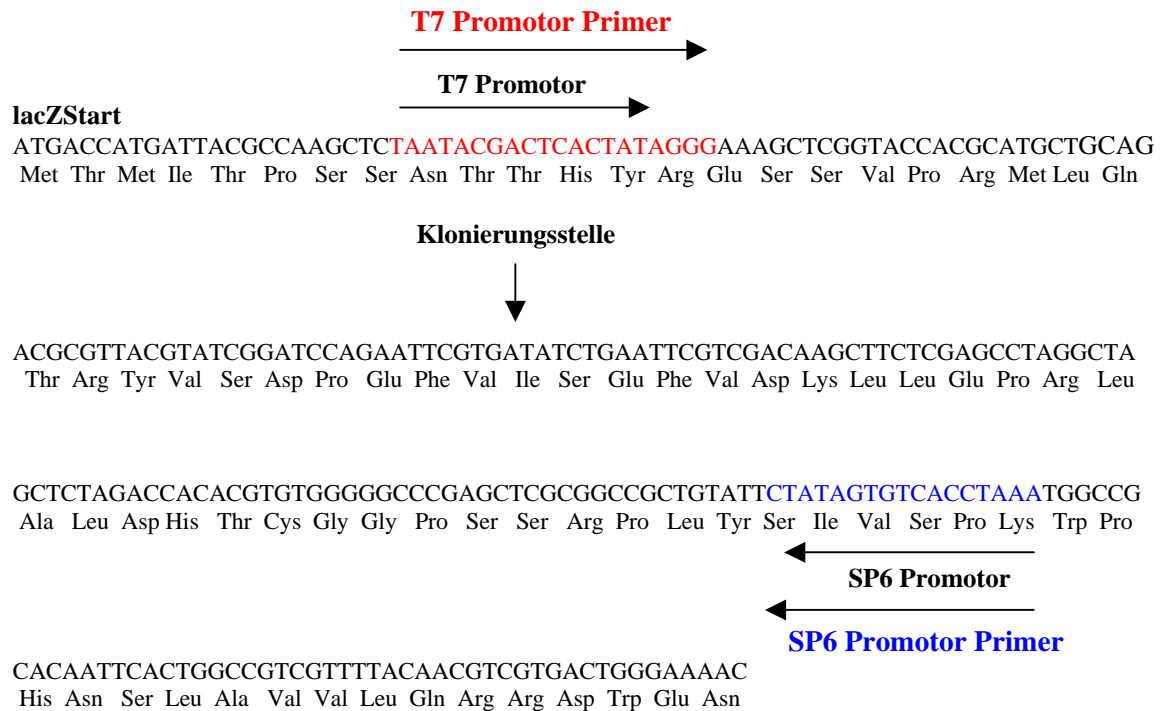 T7 Promotor Primer
T7 Promotor
lacZStart
ATGACCATGATTACGCCAAGCTCTAATACGACTCACTATAGGGAAAGCTCGGTACCACGCATGCTGCAG
Met Thr Met Ile Thr Pro Ser Ser Asn Thr Thr His Tyr Arg Glu Ser Ser Val Pro Arg Met Leu Gln
Klonierungsstelle
ACGCGTTACGTATCGGATCCAGAATTCGTGATATCTGAATTCGTCGACAAGCTTCTCGAGCCTAGGCTA
Thr Arg Tyr Val Ser Asp Pro Glu Phe Val Ile Ser Glu Phe Val Asp Lys Leu Leu Glu Pro Arg Leu
GCTCTAGACCACACGTGTGGGGGCCCGAGCTCGCGGCCGCTGTATTCTATAGTGTCACCTAAATGGCCG
Ala Leu Asp His Thr Cys Gly Gly Pro Ser Ser Arg Pro Leu Tyr Ser Ile Val Ser Pro Lys Trp Pro
SP6 Promotor
SP6 Promotor Primer
CACAATTCACTGGCCGTCGTTTTACAACGTCGTGACTGGGAAAAC
His Asn Ser Leu Ala Val Val Leu Gln Arg Arg Asp Trp Glu Asn